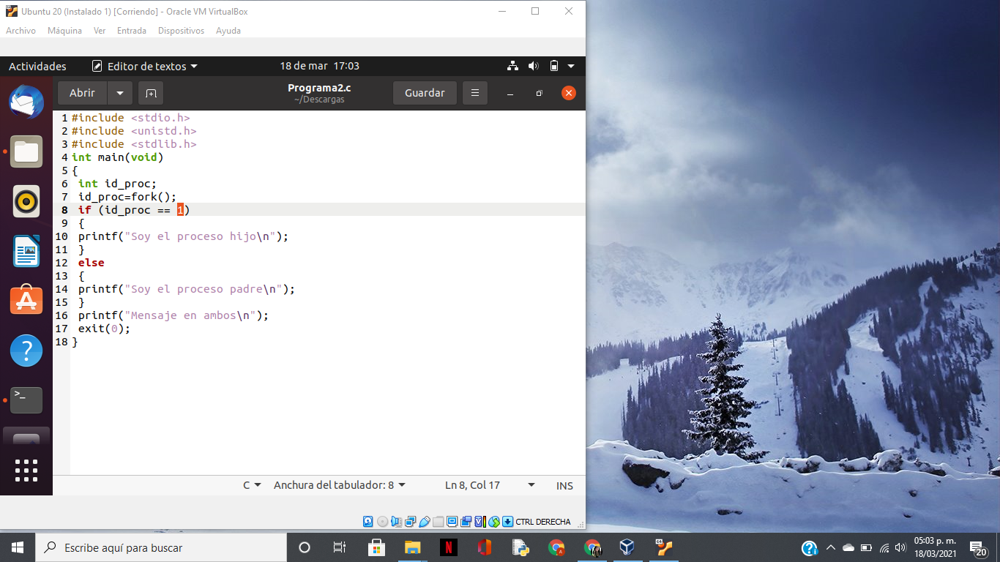 Ubuntu 20 (Instalado 1) [Corriendo] - Oracle VM VirtualBox
Archivo Máquina Ver Entrada Dispositivos Ayuda
Actividades Editor de textos 18 de mar 17:03
Abrir Programa2.c Guardar
~/Descargas
1 #include <stdio.h>
2 #include <unistd.h>
3 #include <stdlib.h>
4 int main(void)
5 {
6 int id_proc;
7 id_proc=fork();
8 if (id_proc == 1)
9 {
10 printf("Soy el proceso hijo\n");
11 }
12 else
13 {
14 printf("Soy el proceso padre\n");
15 }
16 printf("Mensaje en ambos\n");
17 exit(0);
18 }
C Anchura del tabulador: 8 Ln 8, Col 17 INS
CTRL DERECHA
Escribe aquí para buscar
05:03 p. m.
18/03/2021
20